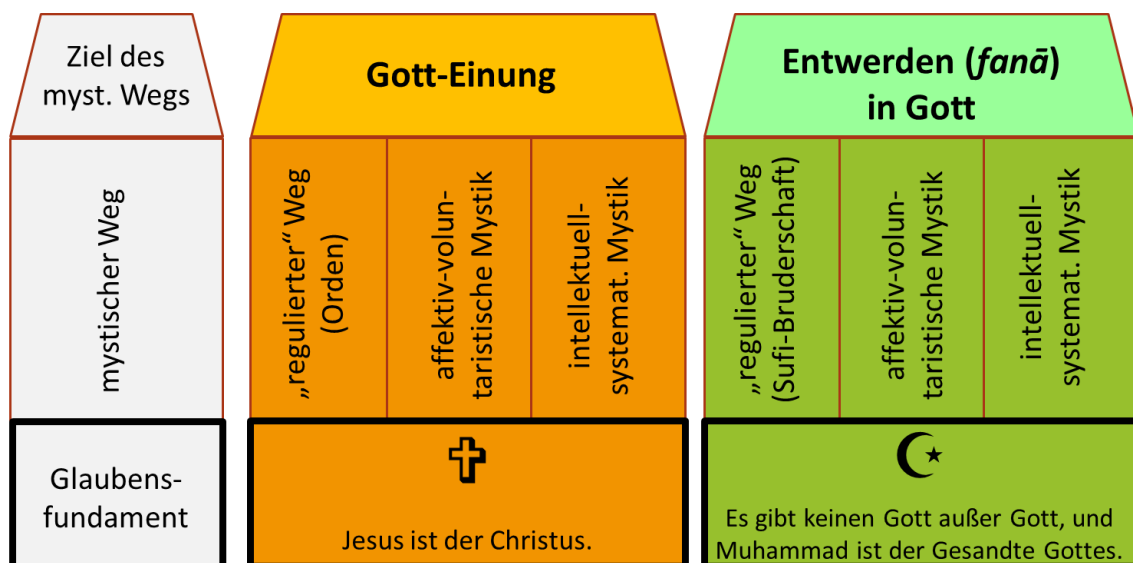 Ziel des
myst. Wegs
Gott-Einung
Entwerden (fanā)
in Gott
mystischer Weg
„regulierter“ Weg
(Orden)
affektiv-volun-
taristische Mystik
intellektuell-
systemat. Mystik
„regulierter“ Weg
(Sufi-Bruderschaft)
affektiv-volun-
taristische Mystik
intellektuell-
systemat. Mystik
Glaubens-
fundament
Jesus ist der Christus.
Es gibt keinen Gott außer Gott, und
Muhammad ist der Gesandte Gottes.